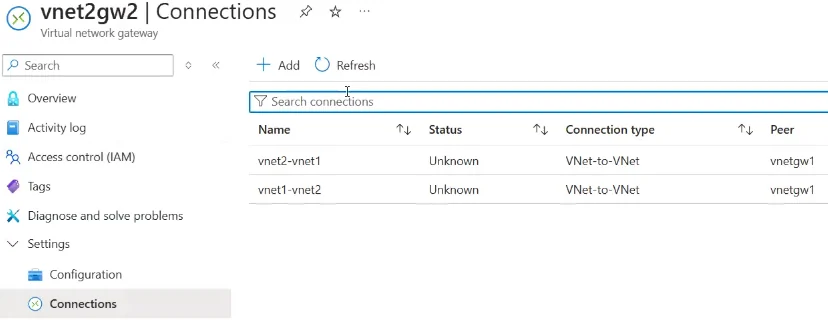 vnet2gw2 | Connections ...
Virtual network gateway
Search
Add Refresh
Search connections
Overview
Activity log
Access control (IAM)
Tags
Diagnose and solve problems
Settings
Configuration
Connections
Name Status Connection type Peer
vnet2-vnet1 Unknown VNet-to-VNet vnetgw1
vnet1-vnet2 Unknown VNet-to-VNet vnetgw1